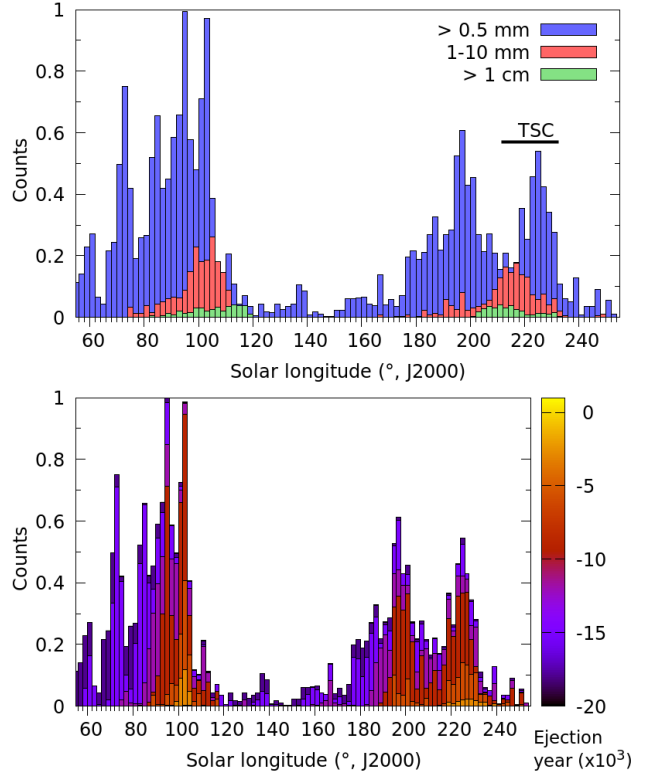 1
0.8
0.6
0.4
0.2
0
Counts
> 0.5 mm
1-10 mm
> 1 cm
TSC
60 80 100 120 140 160 180 200 220 240
Solar longitude (°, J2000)
1
0.8
0.6
0.4
0.2
0
Counts
60 80 100 120 140 160 180 200 220 240
Solar longitude (°, J2000)
0
-5
-10
-15
-20
Ejection
year (x10³)